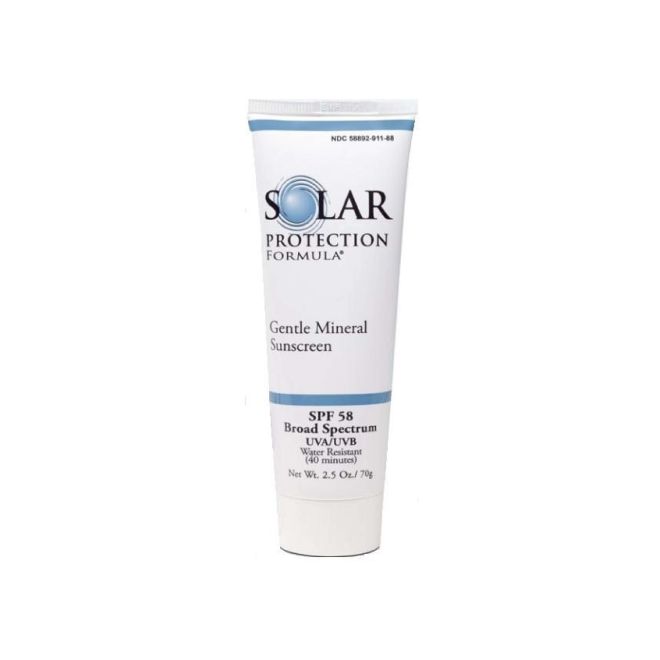 NDC 58892-911-88
SOLAR
PROTECTION
FORMULA®
Gentle Mineral
Sunscreen
SPF 58
Broad Spectrum
UVA/UVB
Water Resistant
(40 minutes)
Net Wt. 2.5 Oz./ 70g